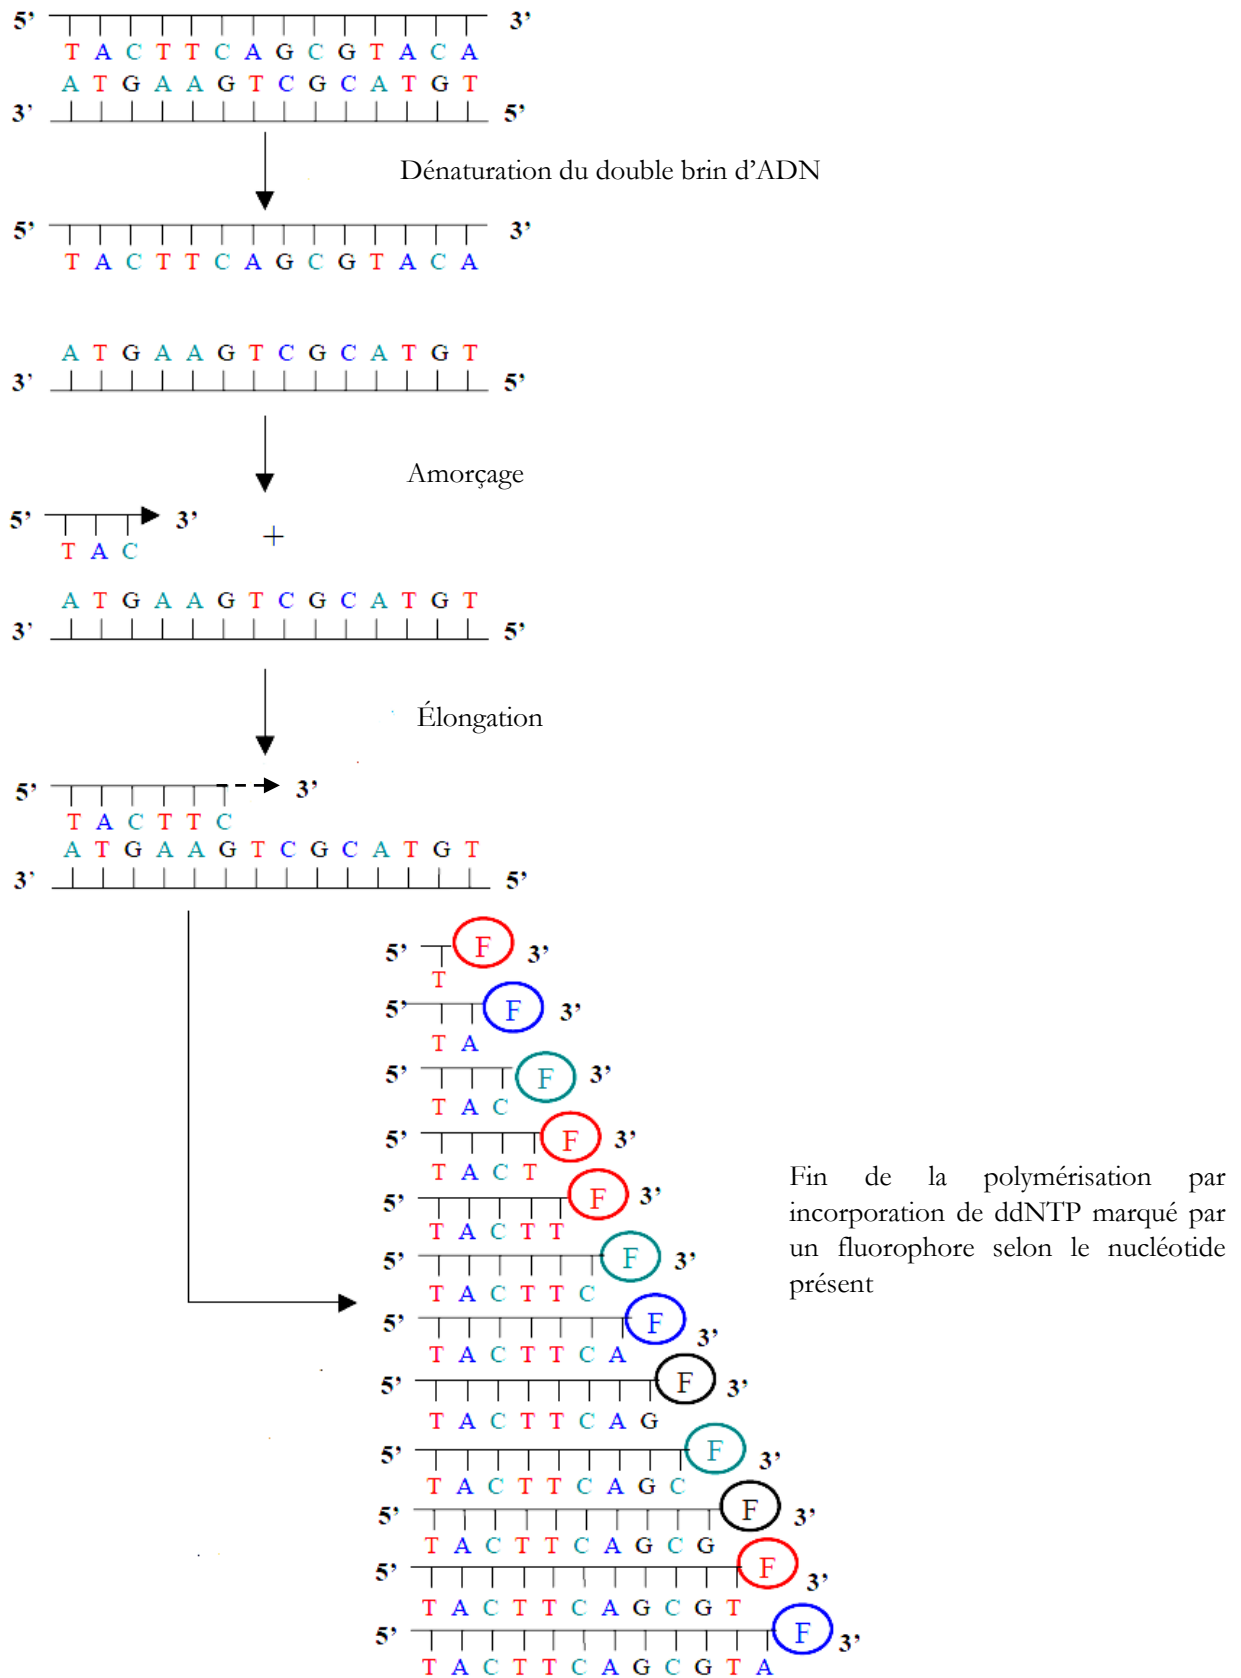 5’ 3’
T A C T T C A G C G T A C A
A T G A A G T C G C A T G T
3’ 5’
Dénaturation du double brin d’ADN
5’ 3’
T A C T T C A G C G T A C A
A T G A A G T C G C A T G T
3’ 5’
Amorçage
5’ 3’
T A C
+
A T G A A G T C G C A T G T
3’ 5’
Élongation
5’ 3’
T A C T T C
A T G A A G T C G C A T G T
3’ 5’
5’ F 3’
T
5’ F 3’
T A
5’ F 3’
T A C
5’ F 3’
T A C T
5’ F 3’
T A C T T
5’ F 3’
T A C T T C
5’ F 3’
T A C T T C A
5’ F 3’
T A C T T C A G
5’ F 3’
T A C T T C A G C
5’ F 3’
T A C T T C A G C G
5’ F 3’
T A C T T C A G C G T
5’ F 3’
T A C T T C A G C G T A
Fin de la polymérisation par
incorporation de ddNTP marqué par
un fluorophore selon le nucléotide
présent